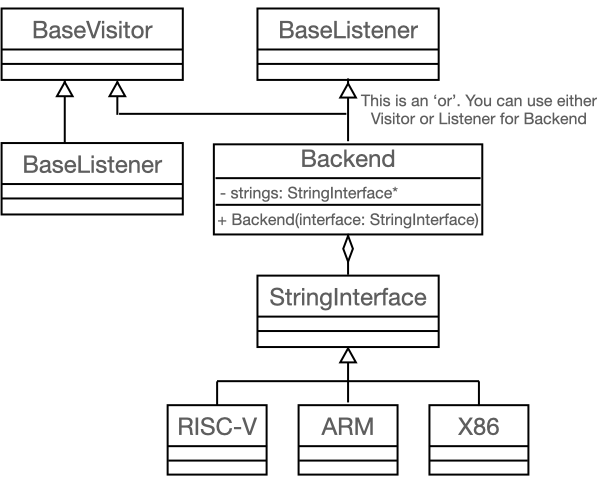 BaseVisitor
BaseListener
This is an ‘or’. You can use either
Visitor or Listener for Backend
BaseListener
Backend
- strings: StringInterface*
+ Backend(interface: StringInterface)
StringInterface
RISC-V
ARM
X86